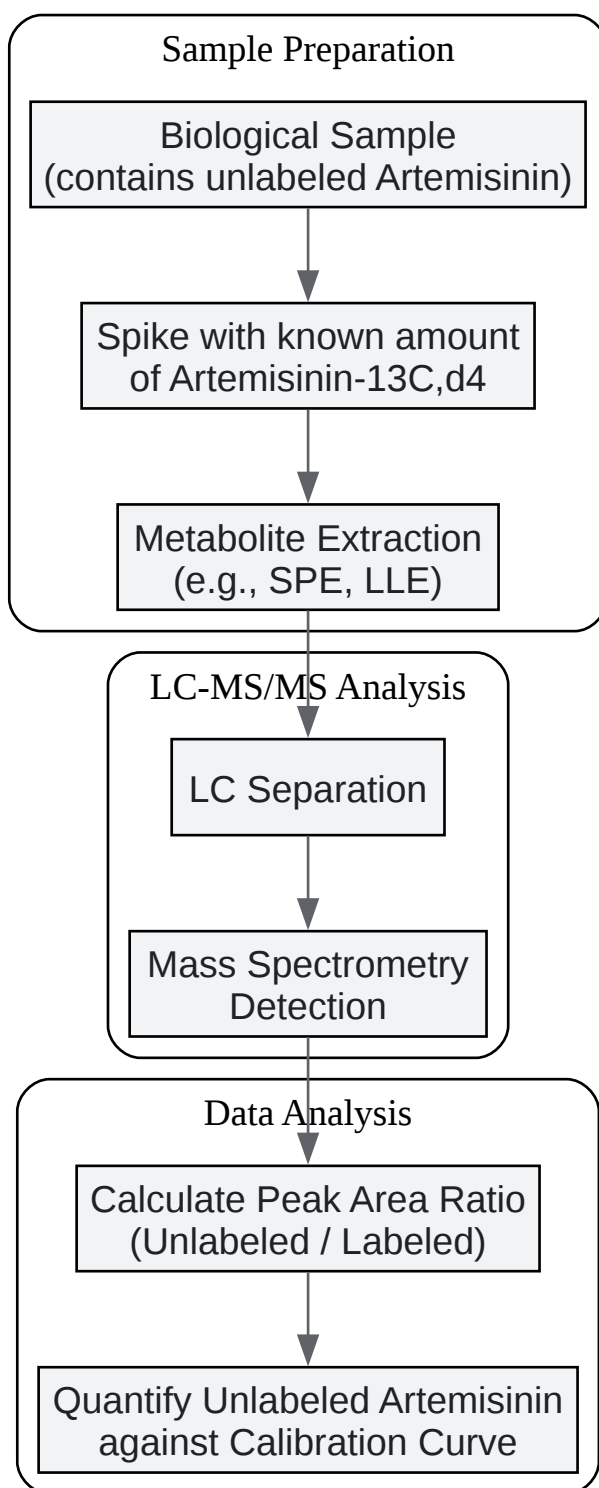 Sample Preparation
Biological Sample
(contains unlabeled Artemisinin)
Spike with known amount
of Artemisinin-13C,d4
Metabolite Extraction
(e.g., SPE, LLE)
LC-MS/MS Analysis
LC Separation
Mass Spectrometry
Detection
Data Analysis
Calculate Peak Area Ratio
(Unlabeled / Labeled)
Quantify Unlabeled Artemisinin
against Calibration Curve